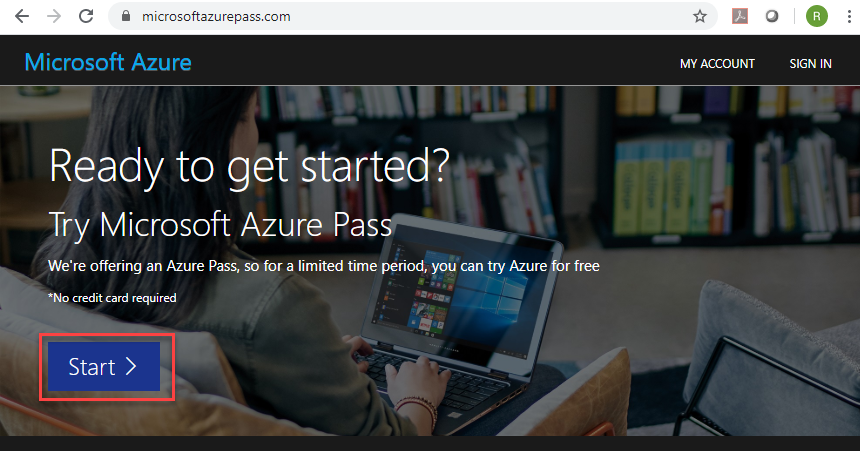 microsoftazurepass.com
R
Microsoft Azure
MY ACCOUNT
SIGN IN
Ready to get started?
Try Microsoft Azure Pass
We're offering an Azure Pass, so for a limited time period, you can try Azure for free
*No credit card required
Start